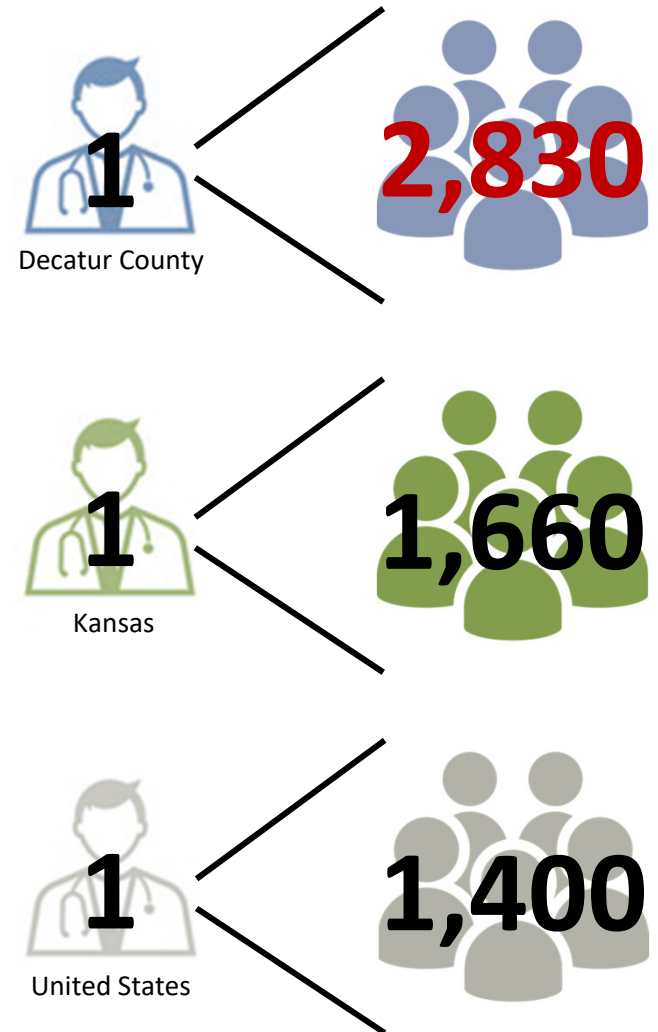 1
2,830
Decatur County
1
1,660
Kansas
1
1,400
United States